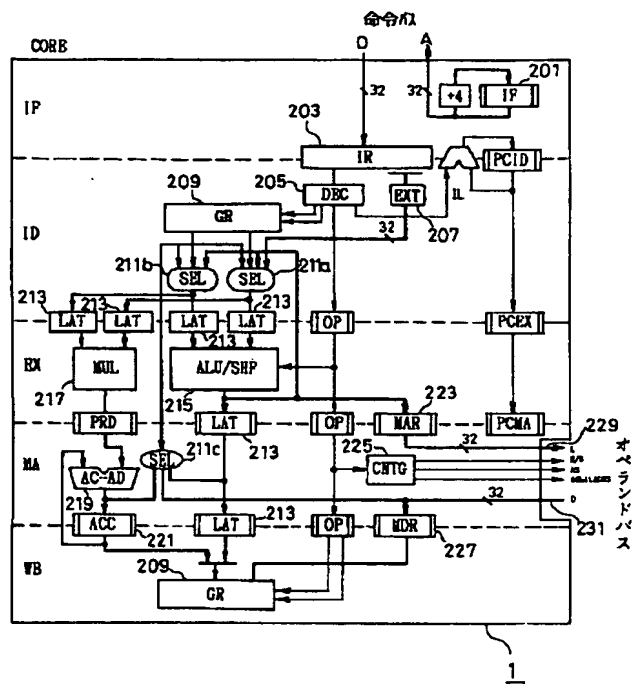 命令バス
CORE
D
A
201
32
32
+4
IF
IF
203
IR
PCID
205
DEC
IL
209
EXT
GR
207
ID
32
211b
SEL
SEL
211a
213
213
213
LAT
LAT
LAT
LAT
OP
PCEX
213
EX
MUL
ALU/SHF
217
215
223
PRD
LAT
OP
MAR
PCMA
213
229
211c
225
32
MA
SEL
CNTG
AC-AD
219
32
D
231
オペランドバス
ACC
LAT
213
OP
MDR
221
227
WB
209
GR
1